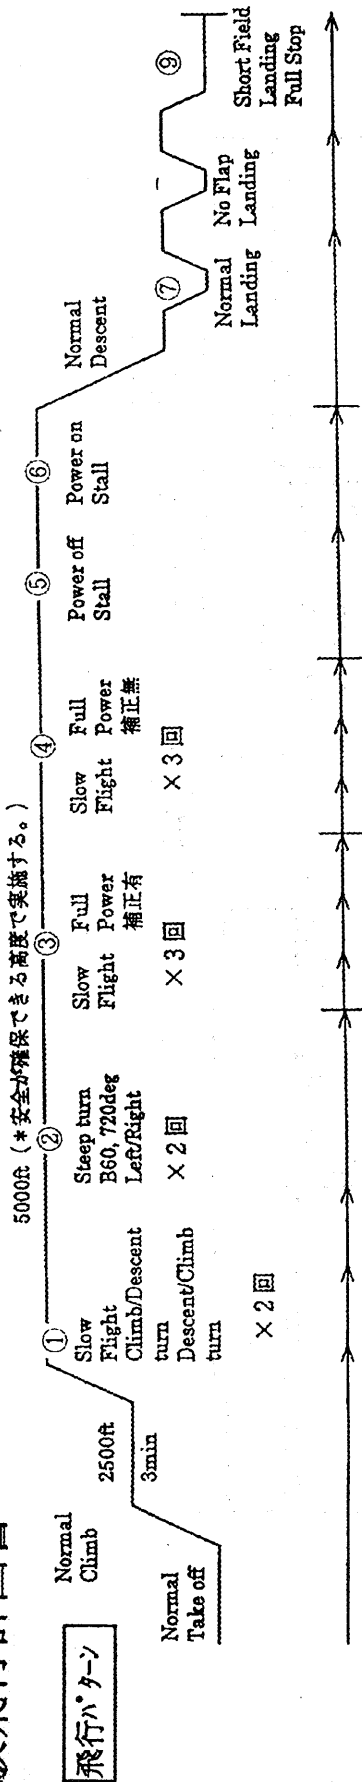 飛行パターン
Normal
Take off
Normal
Climb
2500ft
3min
5000ft (*安全が確保できる高度で実施する。)
①
Slow
Flight
Climb/Descent
turn
Descent/Climb
turn
×2回
②
Steep turn
B60, 720deg
Left/Right
×2回
③
Slow Full
Flight Power
補正有
×3回
④
Slow Full
Flight Power
補正無
×3回
⑤
Power off
Stall
⑥
Power on
Stall
Normal
Descent
⑦
Normal
Landing
No Flap
Landing
⑨
Short Field
Landing
Full Stop